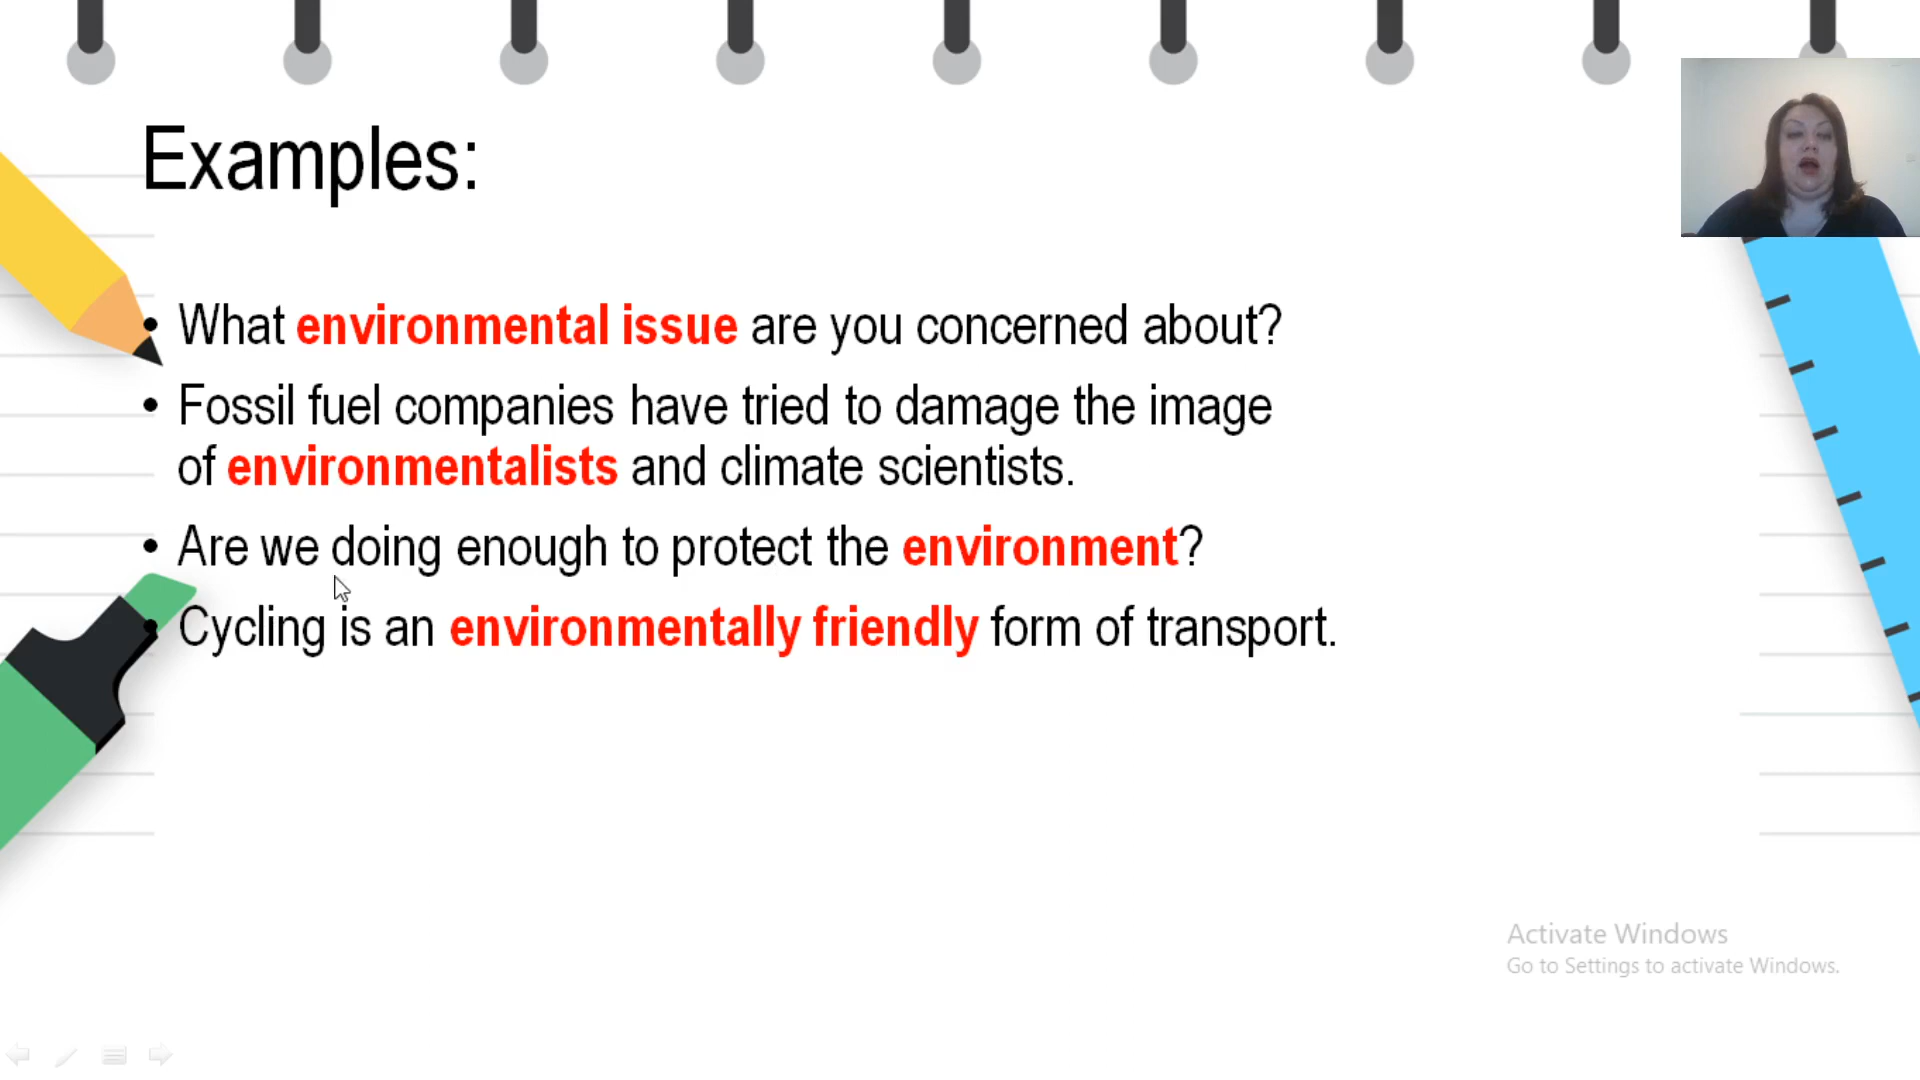 Examples:
• What environmental issue are you concerned about?
• Fossil fuel companies have tried to damage the image
of environmentalists and climate scientists.
• Are we doing enough to protect the environment?
• Cycling is an environmentally friendly form of transport.
Activate Windows
Go to Settings to activate Windows.